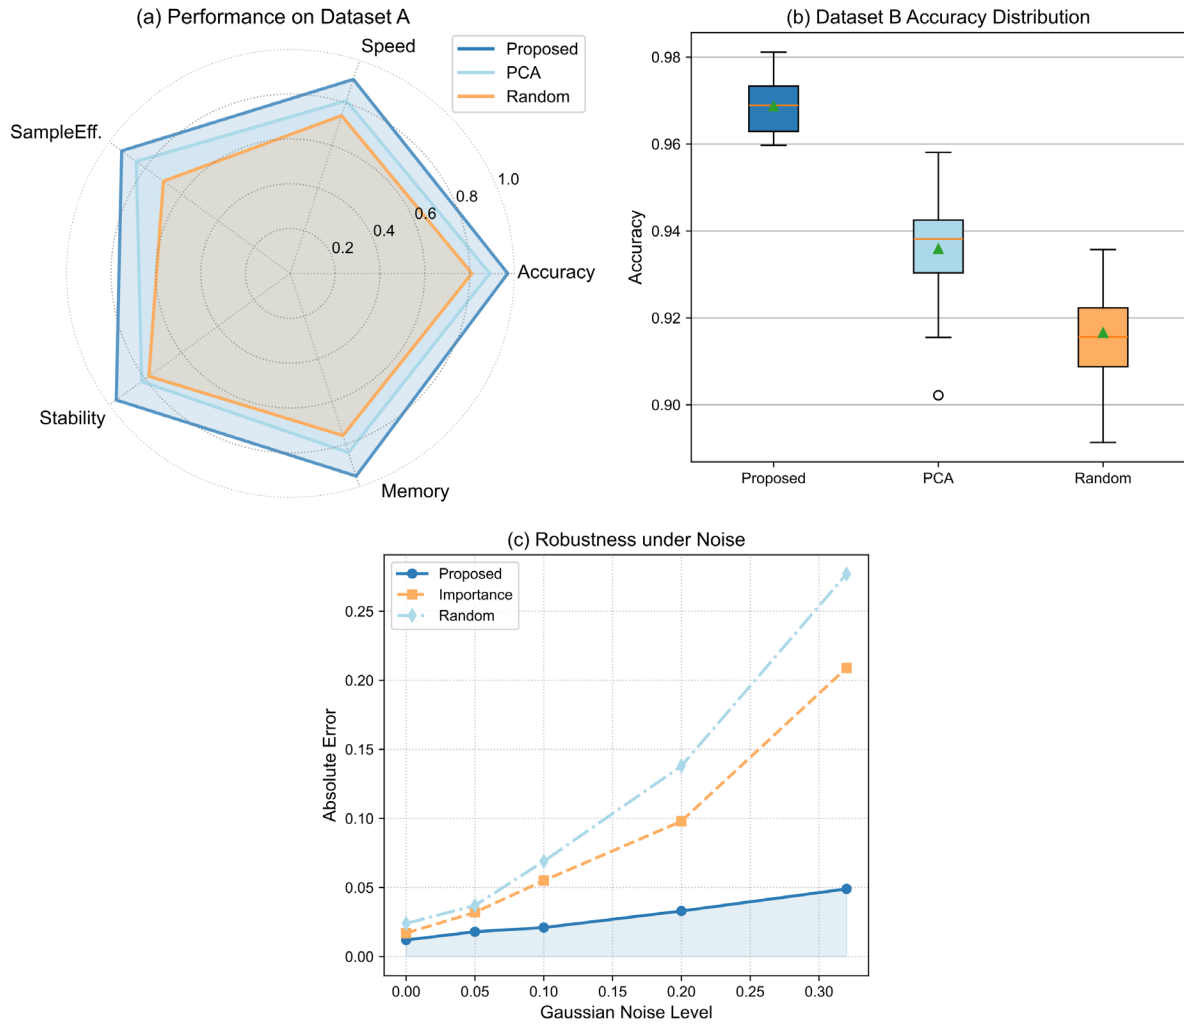 (a) Performance on Dataset A
Speed
SampleEff.
Stability
Memory
Accuracy
0.2
0.4
0.6
0.8
1.0
Proposed
PCA
Random
(b) Dataset B Accuracy Distribution
Accuracy
0.98
0.96
0.94
0.92
0.90
Proposed
PCA
Random
(c) Robustness under Noise
Proposed
Importance
Random
Absolute Error
0.25
0.20
0.15
0.10
0.05
0.00
0.00 0.05 0.10 0.15 0.20 0.25 0.30
Gaussian Noise Level